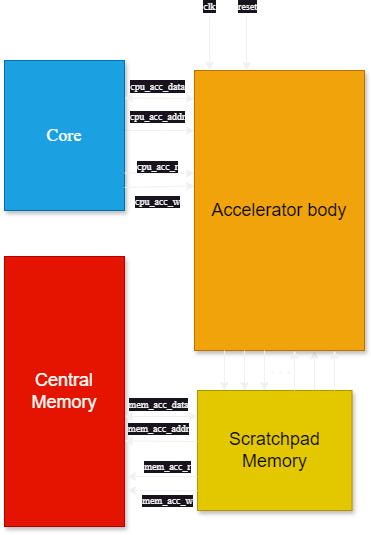 clk
reset
cpu_acc_data
Core
cpu_acc_addr
cpu_acc_r
cpu_acc_w
Accelerator body
Central
Memory
mem_acc_data
mem_acc_addr
mem_acc_r
mem_acc_w
...
Scratchpad
Memory